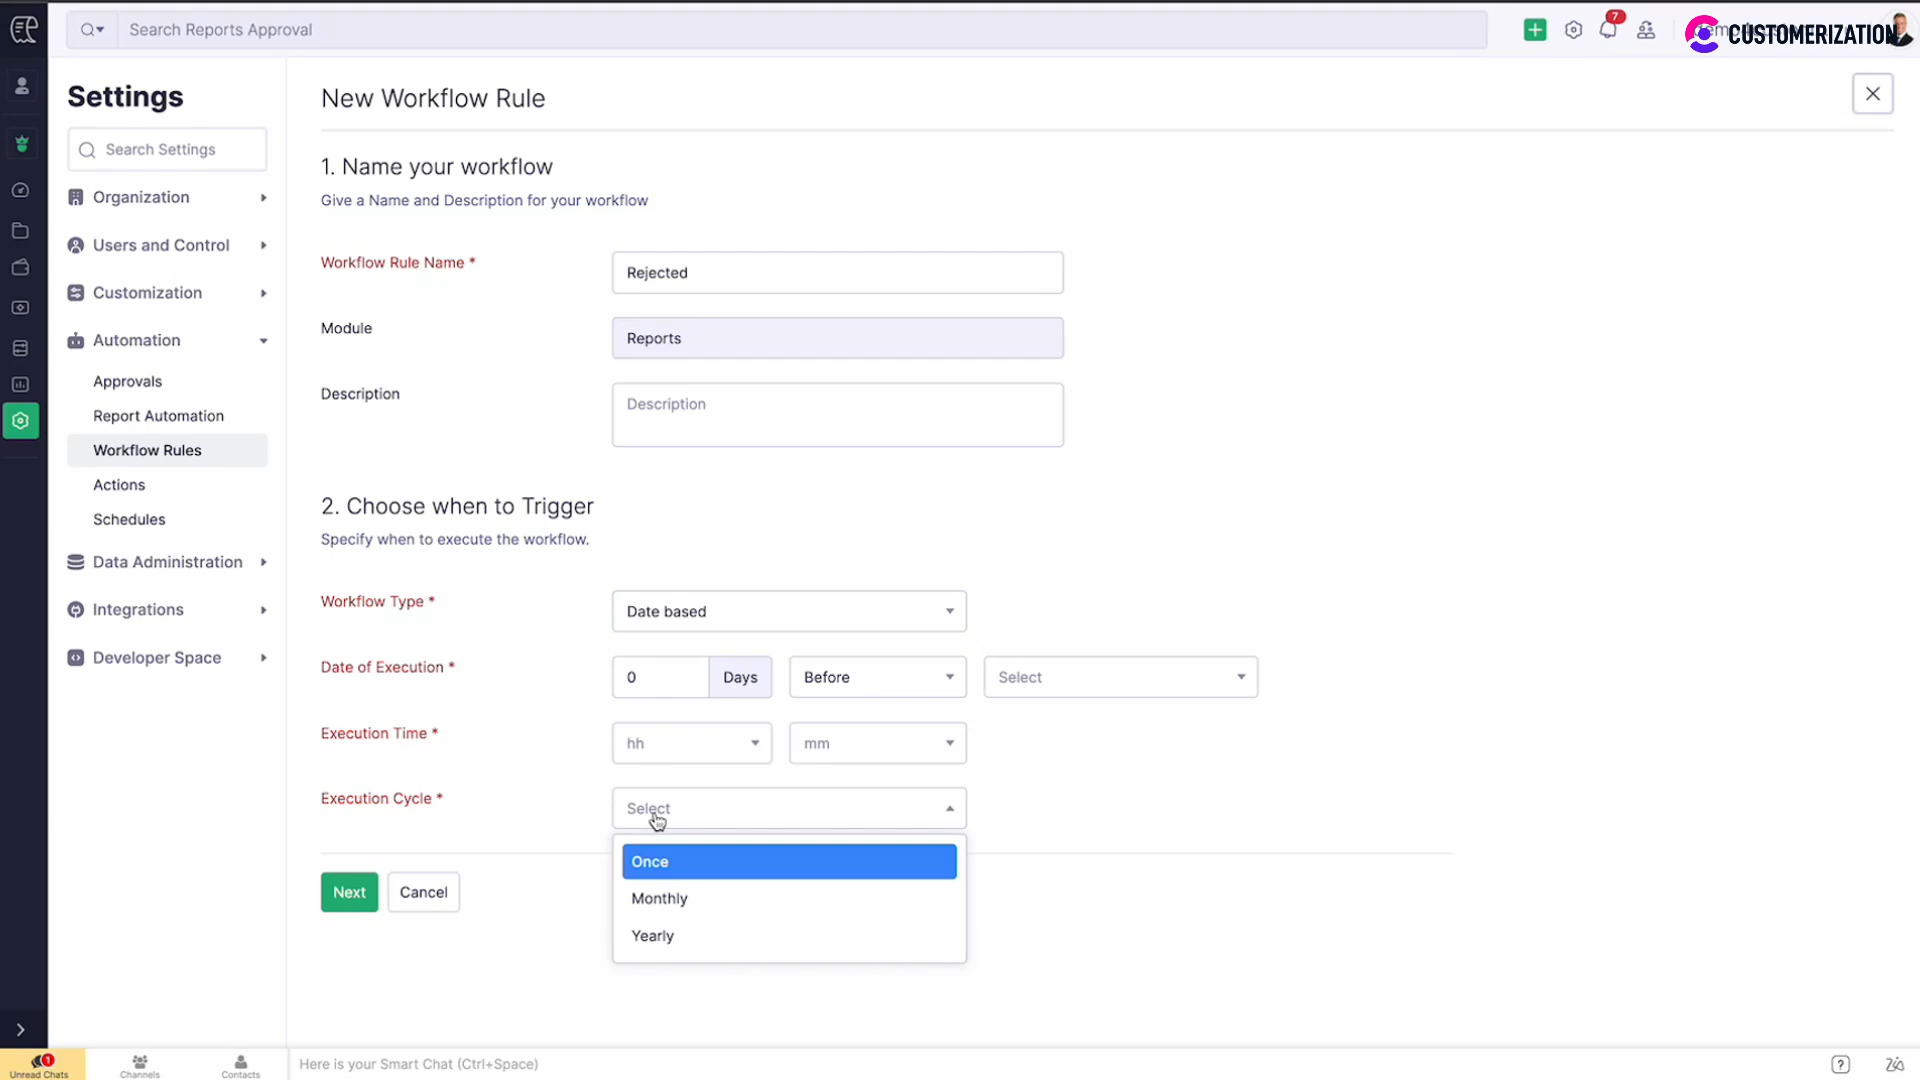 Search Reports Approval
7
CUSTOMERIZATION
Settings
Search Settings
Organization
Users and Control
Customization
Automation
Approvals
Report Automation
Workflow Rules
Actions
Schedules
Data Administration
Integrations
Developer Space
New Workflow Rule
1. Name your workflow
Give a Name and Description for your workflow
Workflow Rule Name *
Rejected
Module
Reports
Description
Description
2. Choose when to Trigger
Specify when to execute the workflow.
Workflow Type *
Date based
Date of Execution *
0 Days Before Select
Execution Time *
hh mm
Execution Cycle *
Select
Once
Monthly
Yearly
Next Cancel
1
Unread Chats Channels Contacts
Here is your Smart Chat (Ctrl+Space)
?